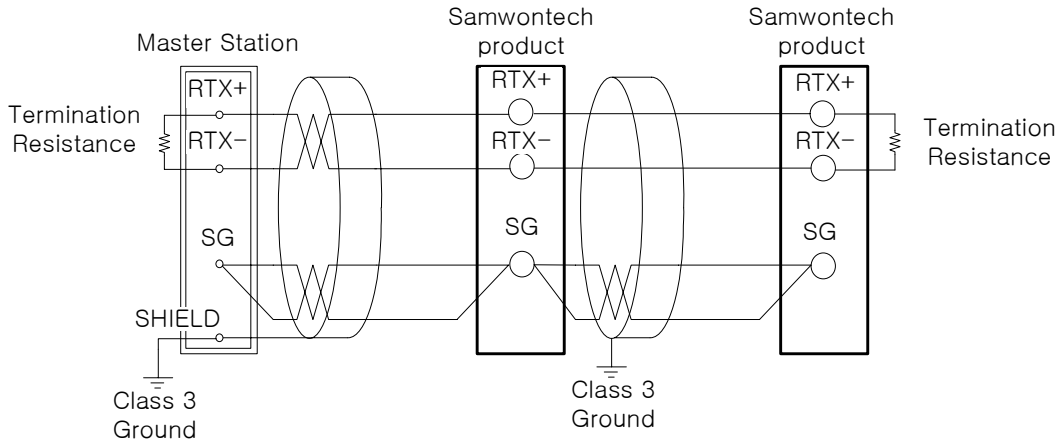 Samwontech
product
Samwontech
product
Master Station
RTX+
RTX+
RTX+
Termination
Resistance
RTX-
RTX-
RTX-
Termination
Resistance
SG
SG
SG
SHIELD
Class 3
Ground
Class 3
Ground